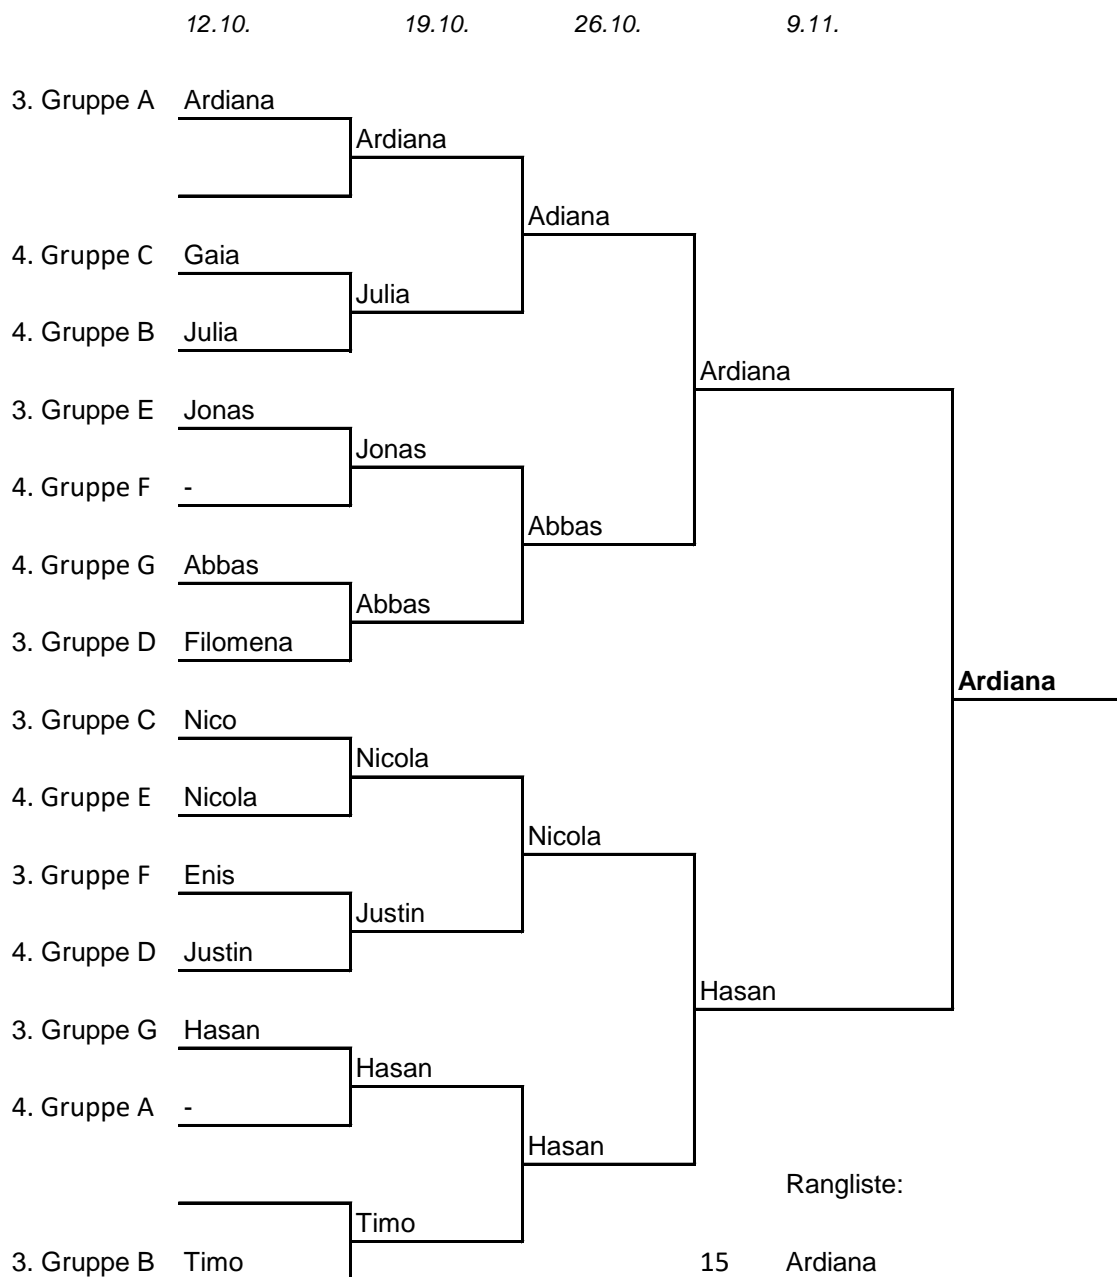 12.10. 19.10. 26.10. 9.11.
3. Gruppe A Ardiana
Ardiana
Adiana
4. Gruppe C Gaia
Julia
4. Gruppe B Julia
Ardiana
3. Gruppe E Jonas
Jonas
4. Gruppe F -
Abbas
4. Gruppe G Abbas
Abbas
3. Gruppe D Filomena
Ardiana
3. Gruppe C Nico
Nicola
4. Gruppe E Nicola
Nicola
3. Gruppe F Enis
Justin
4. Gruppe D Justin
Hasan
3. Gruppe G Hasan
Hasan
4. Gruppe A -
Hasan
Rangliste:
Timo
3. Gruppe B Timo 15 Ardiana